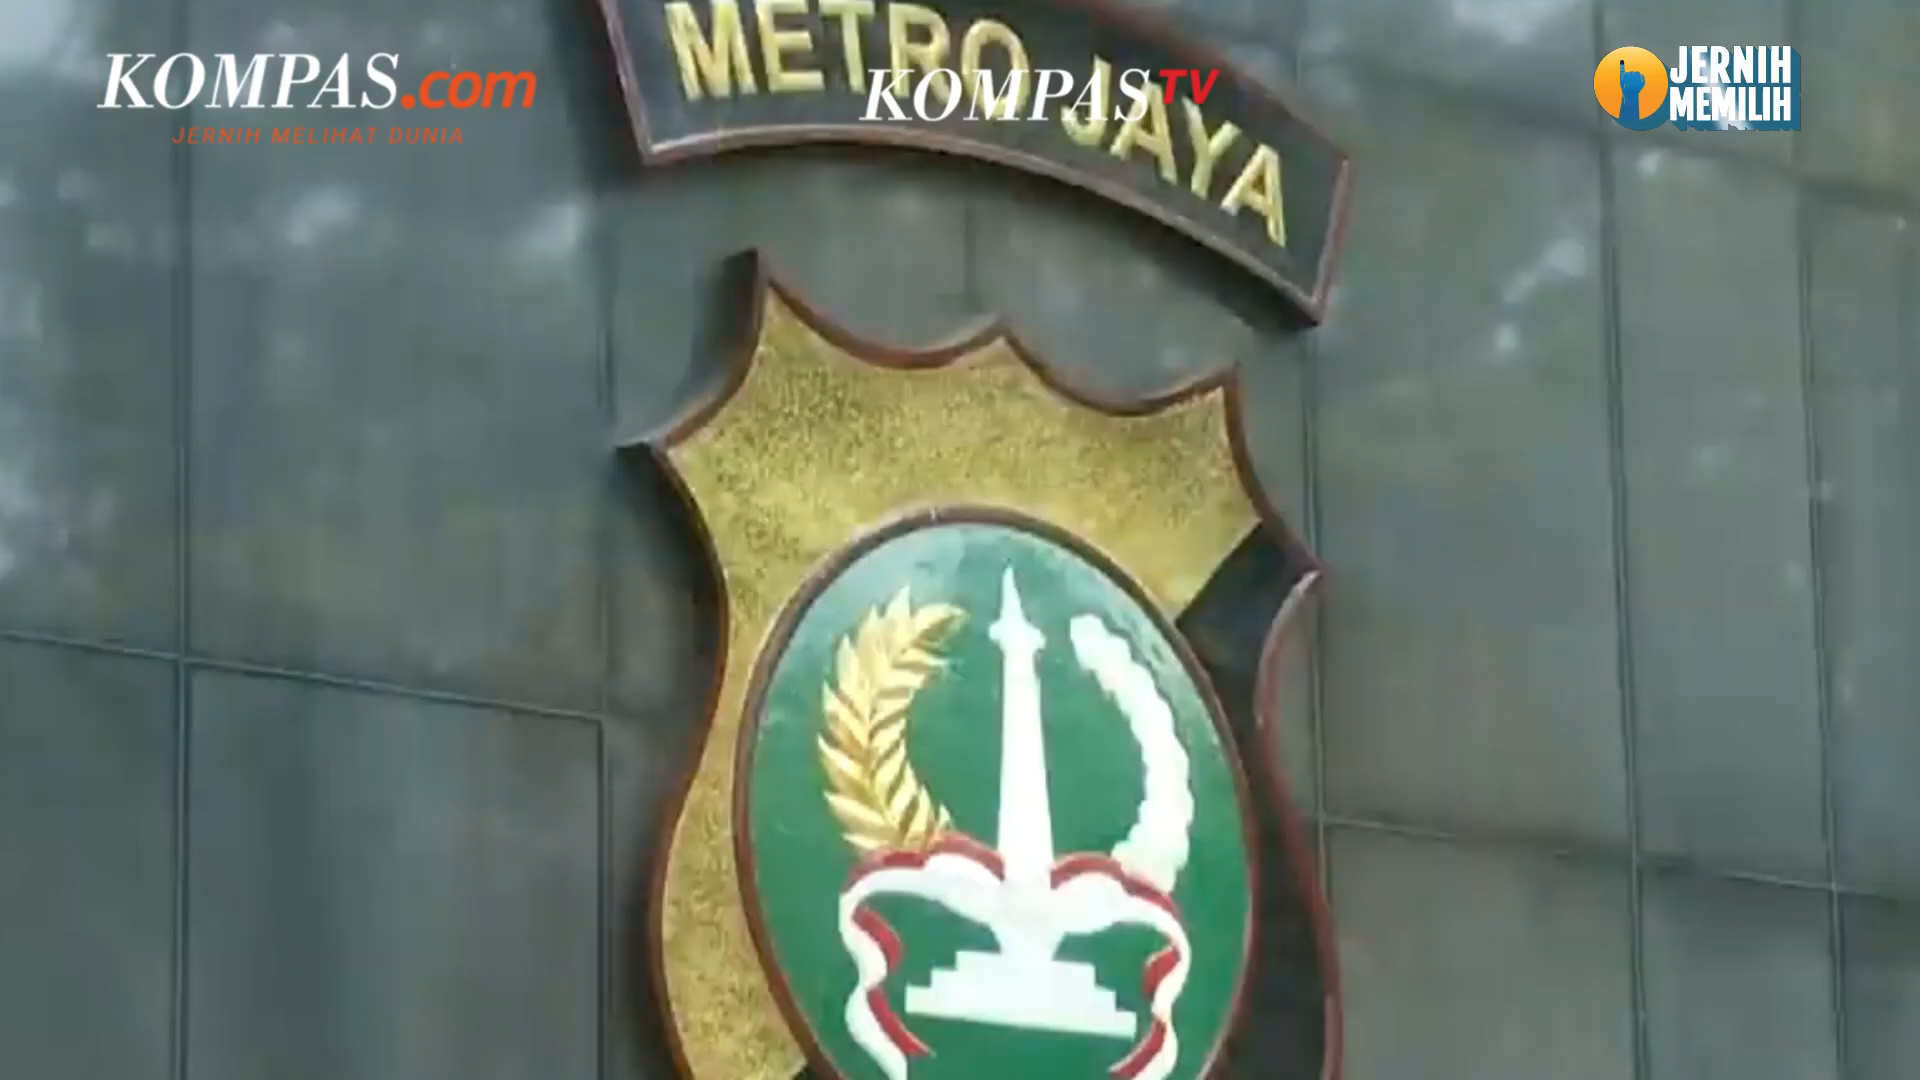 METRO JAYA
KOMPAS.com
JERNIH MELIHAT DUNIA
KOMPAS TV
JERNIH
MEMILIH